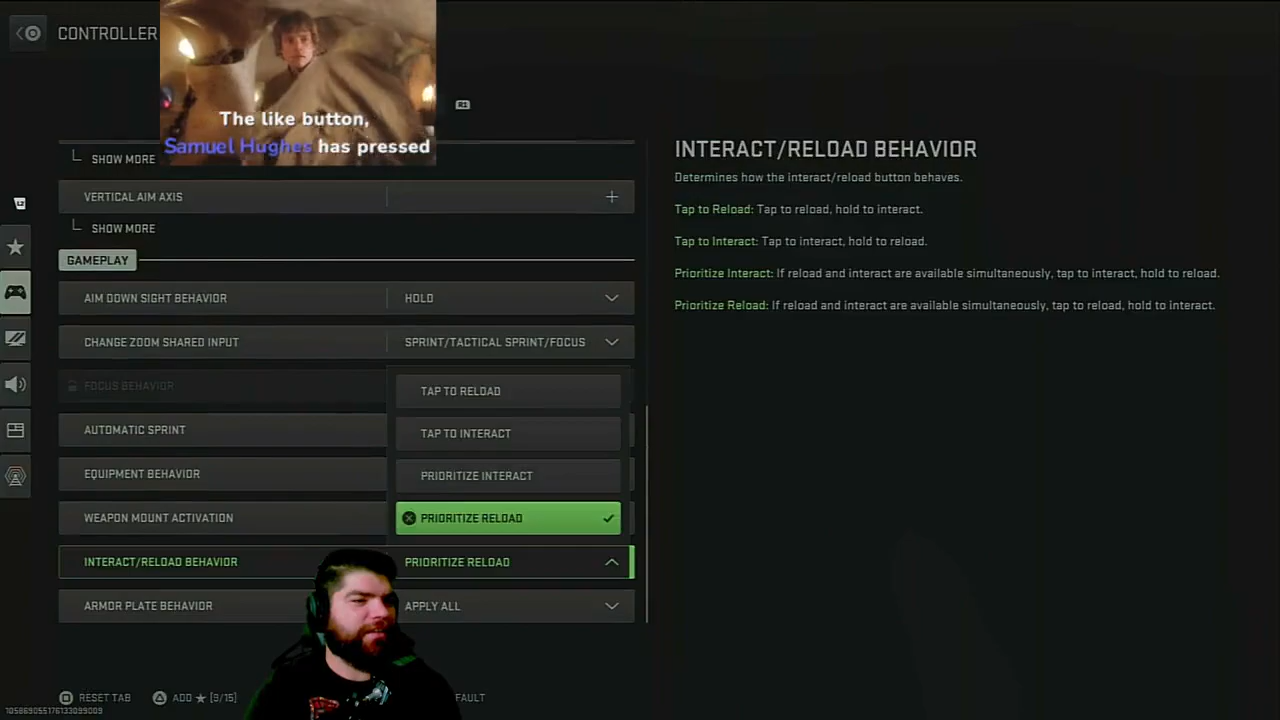 CONTROLLER
The like button,
Samuel Hughes has pressed
R1
SHOW MORE
VERTICAL AIM AXIS
SHOW MORE
L2
GAMEPLAY
AIM DOWN SIGHT BEHAVIOR HOLD
CHANGE ZOOM SHARED INPUT SPRINT/TACTICAL SPRINT/FOCUS
FOCUS BEHAVIOR
TAP TO RELOAD
AUTOMATIC SPRINT
TAP TO INTERACT
EQUIPMENT BEHAVIOR
PRIORITIZE INTERACT
WEAPON MOUNT ACTIVATION
PRIORITIZE RELOAD
INTERACT/RELOAD BEHAVIOR PRIORITIZE RELOAD
ARMOR PLATE BEHAVIOR APPLY ALL
INTERACT/RELOAD BEHAVIOR
Determines how the interact/reload button behaves.
Tap to Reload: Tap to reload, hold to interact.
Tap to Interact: Tap to interact, hold to reload.
Prioritize Interact: If reload and interact are available simultaneously, tap to interact, hold to reload.
Prioritize Reload: If reload and interact are available simultaneously, tap to reload, hold to interact.
RESET TAB ADD ★ (9/15) FAULT